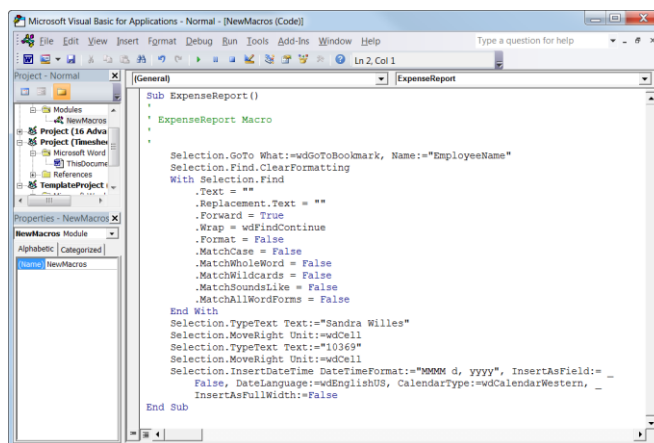 Microsoft Visual Basic for Applications - Normal - [NewMacros (Code)]
File Edit View Insert Format Debug Run Tools Add-Ins Window Help
Type a question for help
Ln 2, Col 1
Project - Normal
Modules
NewMacros
Project (16 Adva
Project (Timeshe
Microsoft Word
ThisDocume
References
TemplateProject
Properties - NewMacros
NewMacros Module
Alphabetic Categorized
(Name) NewMacros
(General) ExpenseReport
Sub ExpenseReport()
'
' ExpenseReport Macro
'
'
Selection.GoTo What:=wdGoToBookmark, Name:="EmployeeName"
Selection.Find.ClearFormatting
With Selection.Find
.Text = ""
.Replacement.Text = ""
.Forward = True
.Wrap = wdFindContinue
.Format = False
.MatchCase = False
.MatchWholeWord = False
.MatchWildcards = False
.MatchSoundsLike = False
.MatchAllWordForms = False
End With
Selection.TypeText Text:="Sandra Willes"
Selection.MoveRight Unit:=wdCell
Selection.TypeText Text:="10369"
Selection.MoveRight Unit:=wdCell
Selection.InsertDateTime DateTimeFormat:="MMMM d, yyyy", InsertAsField:= _
False, DateLanguage:=wdEnglishUS, CalendarType:=wdCalendarWestern, _
InsertAsFullWidth:=False
End Sub